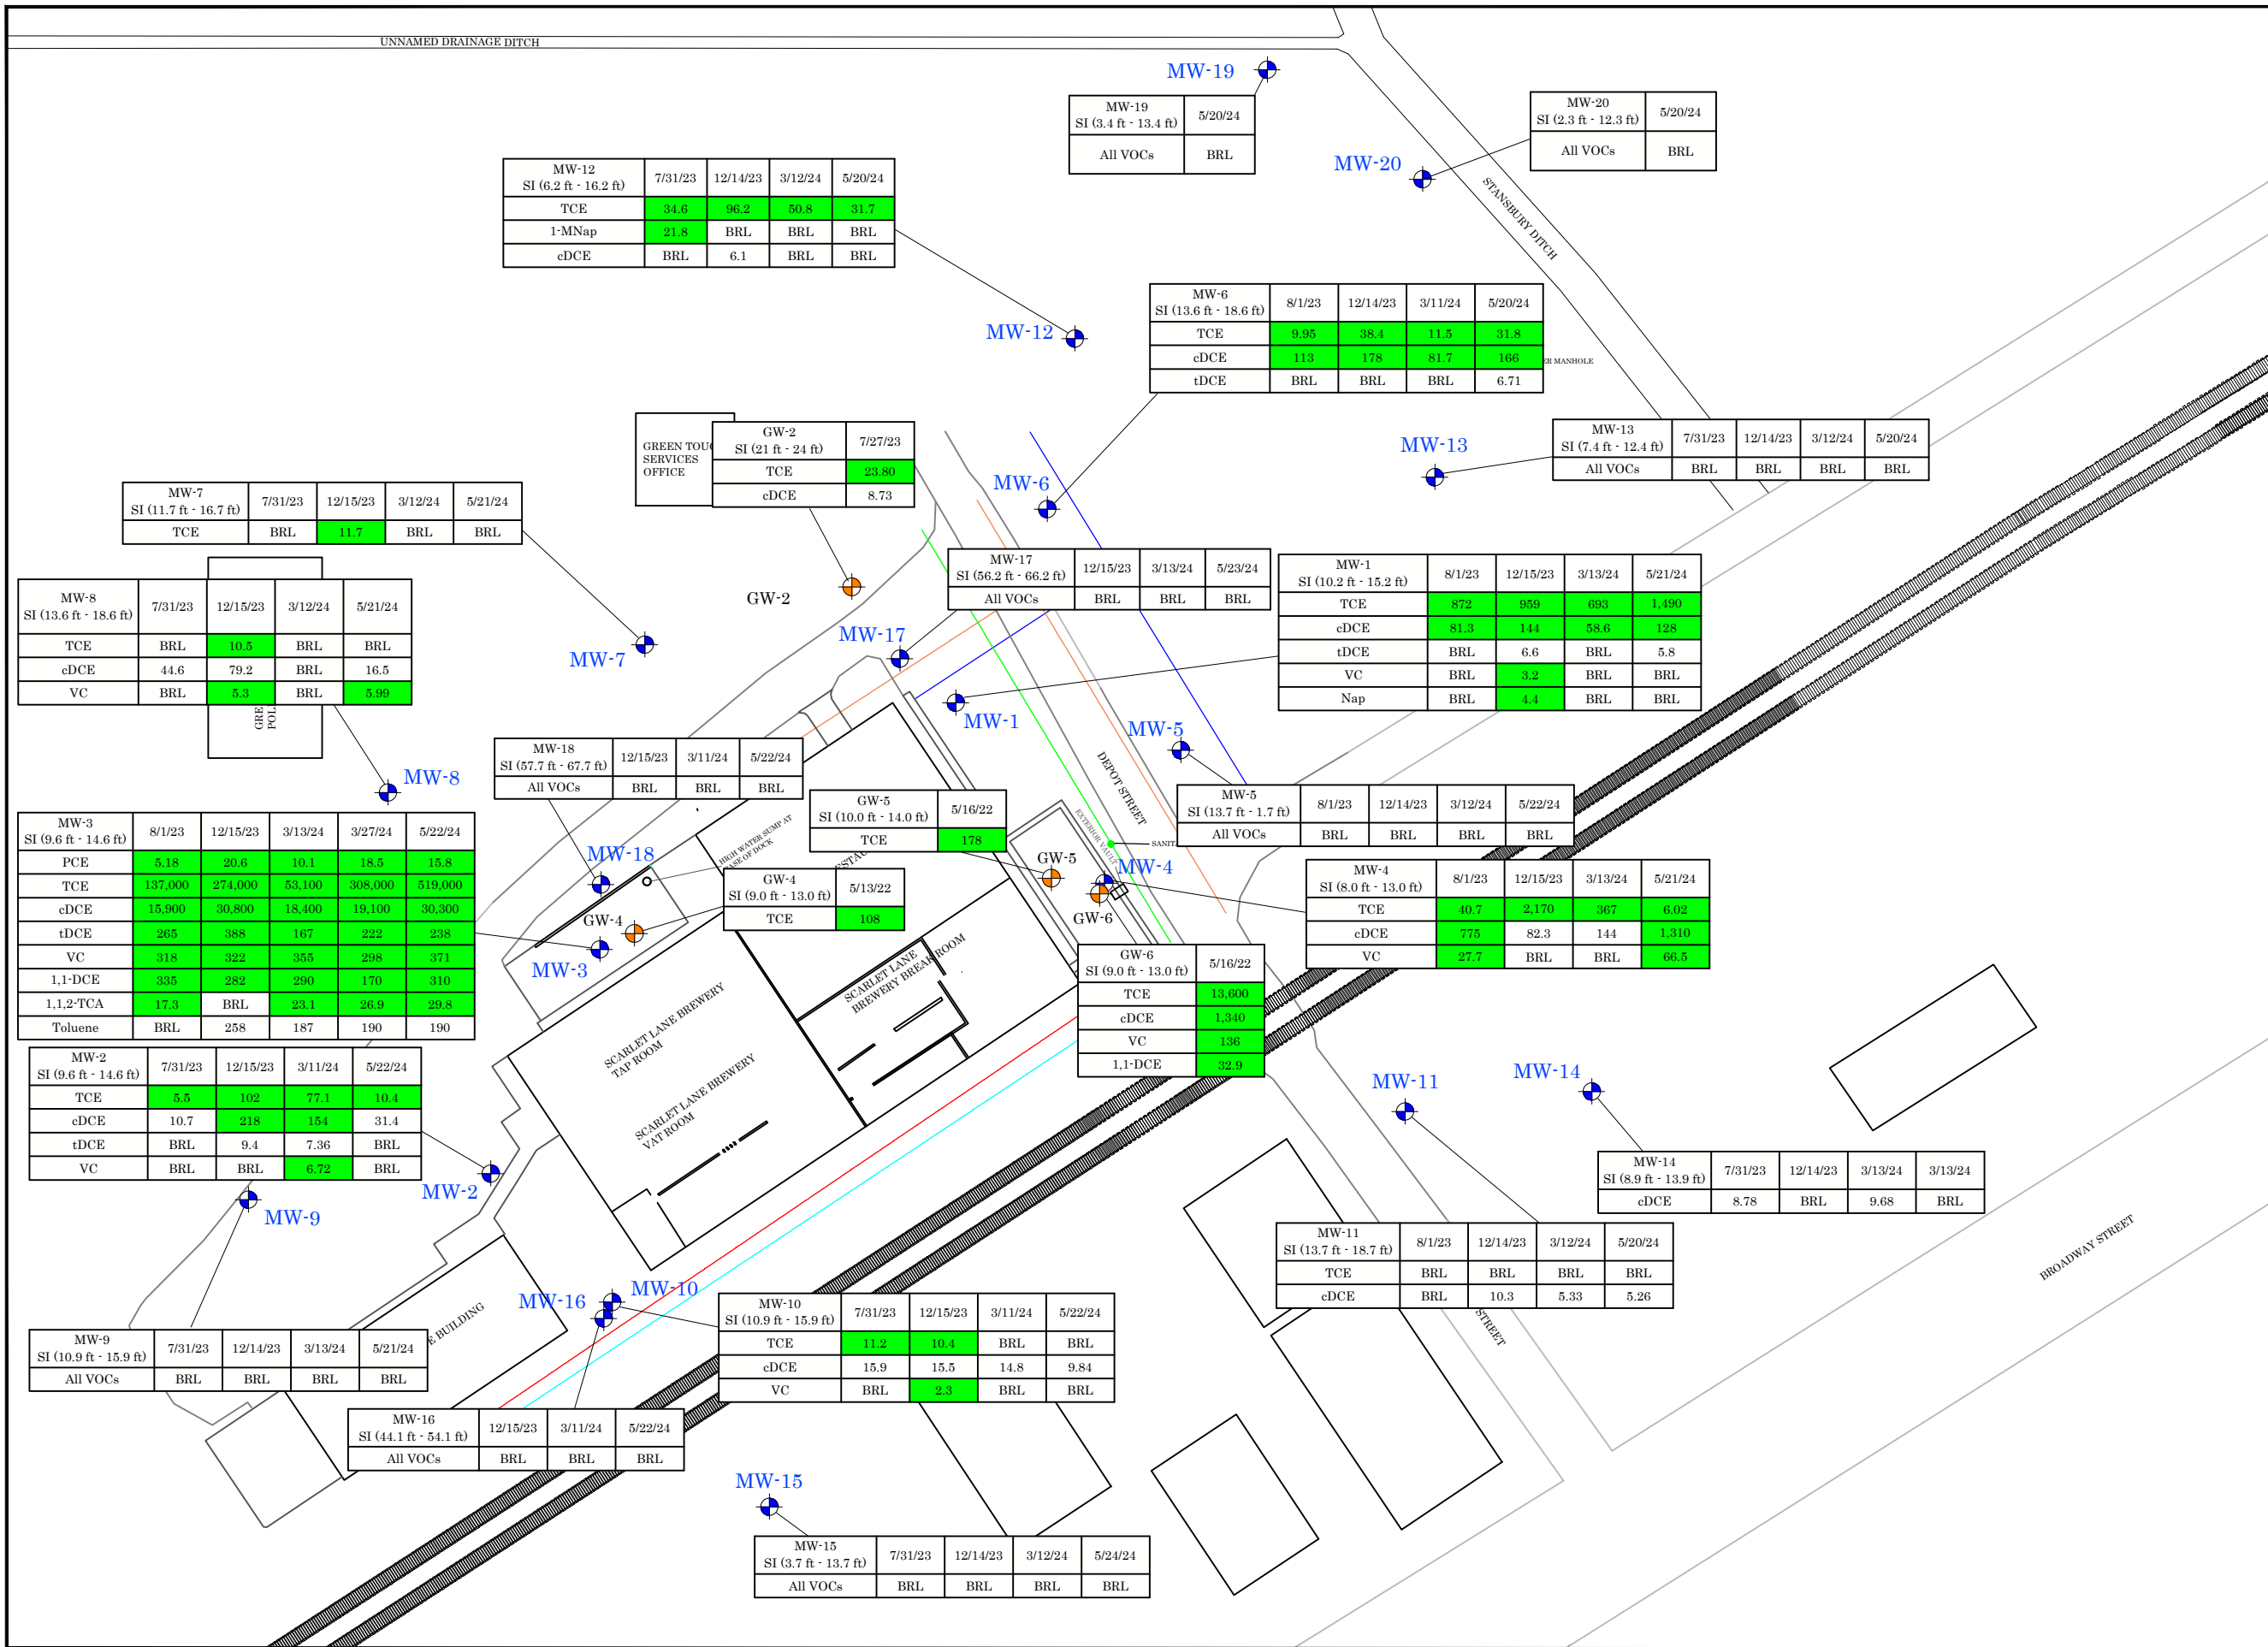 UNNAMED DRAINAGE DITCH
MW-19
MW-19 5/20/24
SI (3.4 ft - 13.4 ft)
All VOCs BRL
MW-20 5/20/24
SI (2.3 ft - 12.3 ft)
All VOCs BRL
MW-20
STANSBURY DITCH
MW-12 7/31/23 12/14/23 3/12/24 5/20/24
SI (6.2 ft - 16.2 ft)
TCE 34.6 96.2 50.8 31.7
1-MNap 21.8 BRL BRL BRL
cDCE BRL 6.1 BRL BRL
MW-12
MW-6 8/1/23 12/14/23 3/11/24 5/20/24
SI (13.6 ft - 18.6 ft)
TCE 9.95 38.4 11.5 31.8
cDCE 113 178 81.7 166
tDCE BRL BRL BRL 6.71
ER MANHOLE
GREEN TOU
SERVICES
OFFICE
GW-2 7/27/23
SI (21 ft - 24 ft)
TCE 23.80
cDCE 8.73
MW-6
MW-13
MW-13 7/31/23 12/14/23 3/12/24 5/20/24
SI (7.4 ft - 12.4 ft)
All VOCs BRL BRL BRL BRL
MW-7 7/31/23 12/15/23 3/12/24 5/21/24
SI (11.7 ft - 16.7 ft)
TCE BRL 11.7 BRL BRL
MW-8 7/31/23 12/15/23 3/12/24 5/21/24
SI (13.6 ft - 18.6 ft)
TCE BRL 10.5 BRL BRL
cDCE 44.6 79.2 BRL 16.5
VC BRL 5.3 BRL 5.99
GRE
POL
GW-2
MW-7
MW-17
MW-17 12/15/23 3/13/24 5/23/24
SI (56.2 ft - 66.2 ft)
All VOCs BRL BRL BRL
MW-1 8/1/23 12/15/23 3/13/24 5/21/24
SI (10.2 ft - 15.2 ft)
TCE 872 959 693 1,490
cDCE 81.3 144 58.6 128
tDCE BRL 6.6 BRL 5.8
VC BRL 3.2 BRL BRL
Nap BRL 4.4 BRL BRL
MW-1
MW-5
MW-8
MW-18 12/15/23 3/11/24 5/22/24
SI (57.7 ft - 67.7 ft)
All VOCs BRL BRL BRL
DEPOT STREET
GW-5 5/16/22
SI (10.0 ft - 14.0 ft)
TCE 178
MW-5 8/1/23 12/14/23 3/12/24 5/22/24
SI (13.7 ft - 1.7 ft)
All VOCs BRL BRL BRL BRL
EXTERIOR VAULT
SANIT
MW-3 8/1/23 12/15/23 3/13/24 3/27/24 5/22/24
SI (9.6 ft - 14.6 ft)
PCE 5.18 20.6 10.1 18.5 15.8
TCE 137,000 274,000 53,100 308,000 519,000
cDCE 15,900 30,800 18,400 19,100 30,300
tDCE 265 388 167 222 238
VC 318 322 355 298 371
1,1-DCE 335 282 290 170 310
1,1,2-TCA 17.3 BRL 23.1 26.9 29.8
Toluene BRL 258 187 190 190
MW-18
HIGH WATER SUMP AT
BASE OF DOCK
ESTAU
GW-5
MW-4
GW-6
GW-4 5/13/22
SI (9.0 ft - 13.0 ft)
TCE 108
GW-4
MW-3
MW-4 8/1/23 12/15/23 3/13/24 5/21/24
SI (8.0 ft - 13.0 ft)
TCE 40.7 2,170 367 6.02
cDCE 775 82.3 144 1,310
VC 27.7 BRL BRL 66.5
GW-6 5/16/22
SI (9.0 ft - 13.0 ft)
TCE 13,600
cDCE 1,340
VC 136
1,1-DCE 32.9
SCARLET LANE
BREWERY BREAK ROOM
SCARLET LANE BREWERY
TAP ROOM
SCARLET LANE BREWERY
VAT ROOM
MW-2 7/31/23 12/15/23 3/11/24 5/22/24
SI (9.6 ft - 14.6 ft)
TCE 5.5 102 77.1 10.4
cDCE 10.7 218 154 31.4
tDCE BRL 9.4 7.36 BRL
VC BRL BRL 6.72 BRL
MW-2
MW-9
MW-11
MW-14
MW-14 7/31/23 12/14/23 3/13/24 3/13/24
SI (8.9 ft - 13.9 ft)
cDCE 8.78 BRL 9.68 BRL
MW-11 8/1/23 12/14/23 3/12/24 5/20/24
SI (13.7 ft - 18.7 ft)
TCE BRL BRL BRL BRL
cDCE BRL 10.3 5.33 5.26
STREET
BROADWAY STREET
MW-16
MW-10
MW-10 7/31/23 12/15/23 3/11/24 5/22/24
SI (10.9 ft - 15.9 ft)
TCE 11.2 10.4 BRL BRL
cDCE 15.9 15.5 14.8 9.84
VC BRL 2.3 BRL BRL
E BUILDING
MW-9 7/31/23 12/14/23 3/13/24 5/21/24
SI (10.9 ft - 15.9 ft)
All VOCs BRL BRL BRL BRL
MW-16 12/15/23 3/11/24 5/22/24
SI (44.1 ft - 54.1 ft)
All VOCs BRL BRL BRL
MW-15
MW-15 7/31/23 12/14/23 3/12/24 5/24/24
SI (3.7 ft - 13.7 ft)
All VOCs BRL BRL BRL BRL